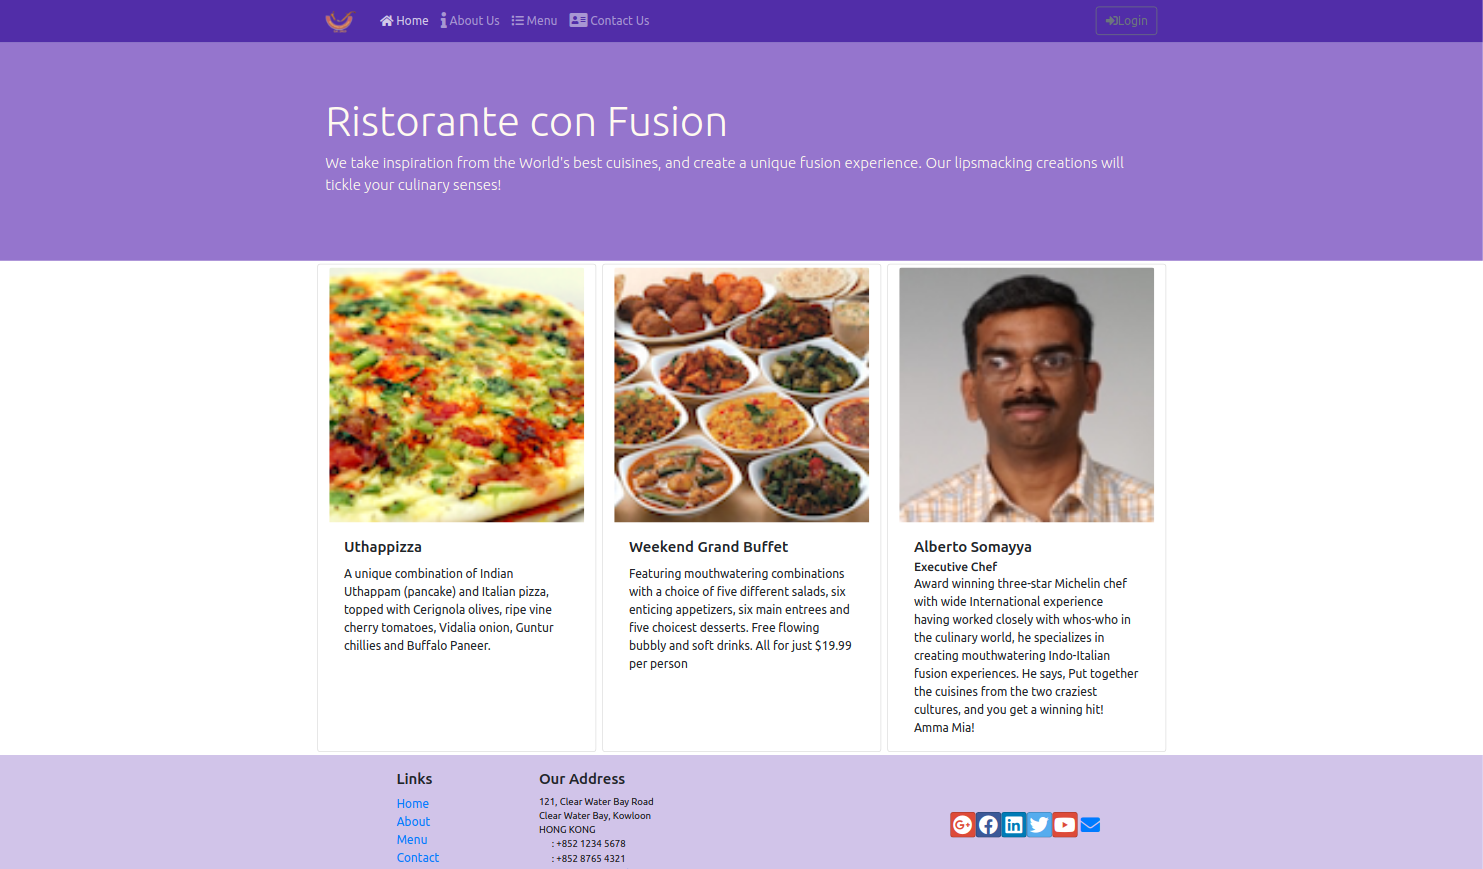 Home About Us Menu Contact Us Login
Ristorante con Fusion
We take inspiration from the World's best cuisines, and create a unique fusion experience. Our lipsmacking creations will
tickle your culinary senses!
Uthappizza
A unique combination of Indian
Uthappam (pancake) and Italian pizza,
topped with Cerignola olives, ripe vine
cherry tomatoes, Vidalia onion, Guntur
chillies and Buffalo Paneer.
Weekend Grand Buffet
Featuring mouthwatering combinations
with a choice of five different salads, six
enticing appetizers, six main entrees and
five choicest desserts. Free flowing
bubbly and soft drinks. All for just $19.99
per person
Alberto Somayya
Executive Chef
Award winning three-star Michelin chef
with wide International experience
having worked closely with whos-who in
the culinary world, he specializes in
creating mouthwatering Indo-Italian
fusion experiences. He says, Put together
the cuisines from the two craziest
cultures, and you get a winning hit!
Amma Mia!
Links
Home
About
Menu
Contact
Our Address
121, Clear Water Bay Road
Clear Water Bay, Kowloon
HONG KONG
: +852 1234 5678
: +852 8765 4321